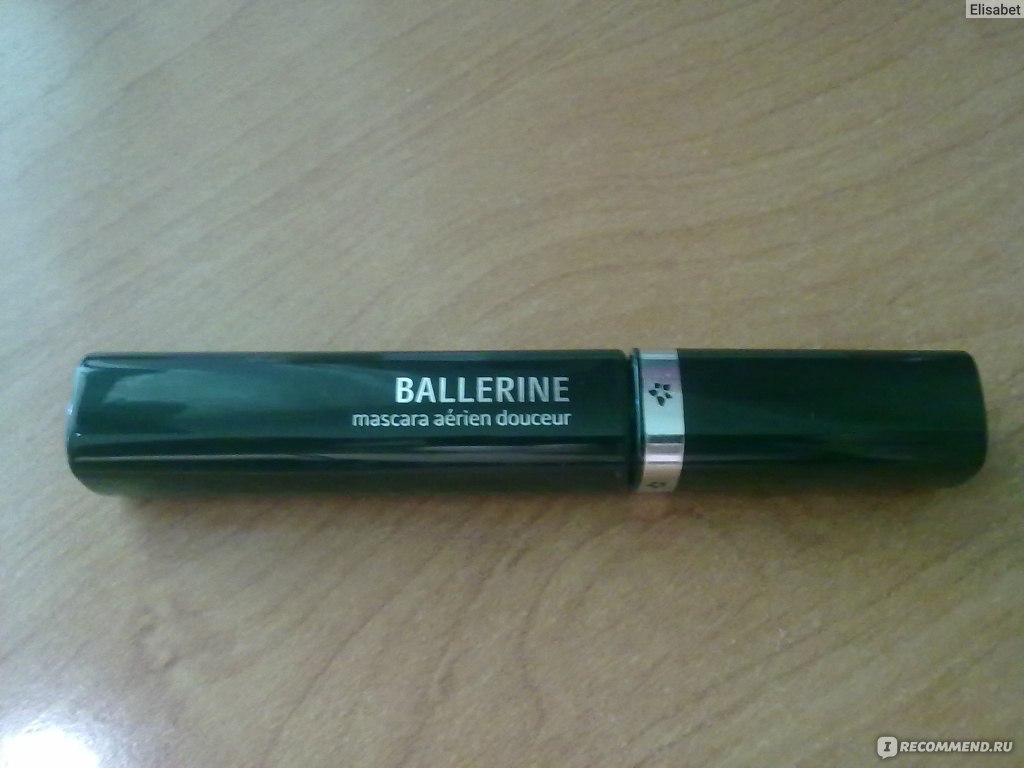 Elisabet
BALLERINE
mascara aérien douceur
I RECOMMEND.RU